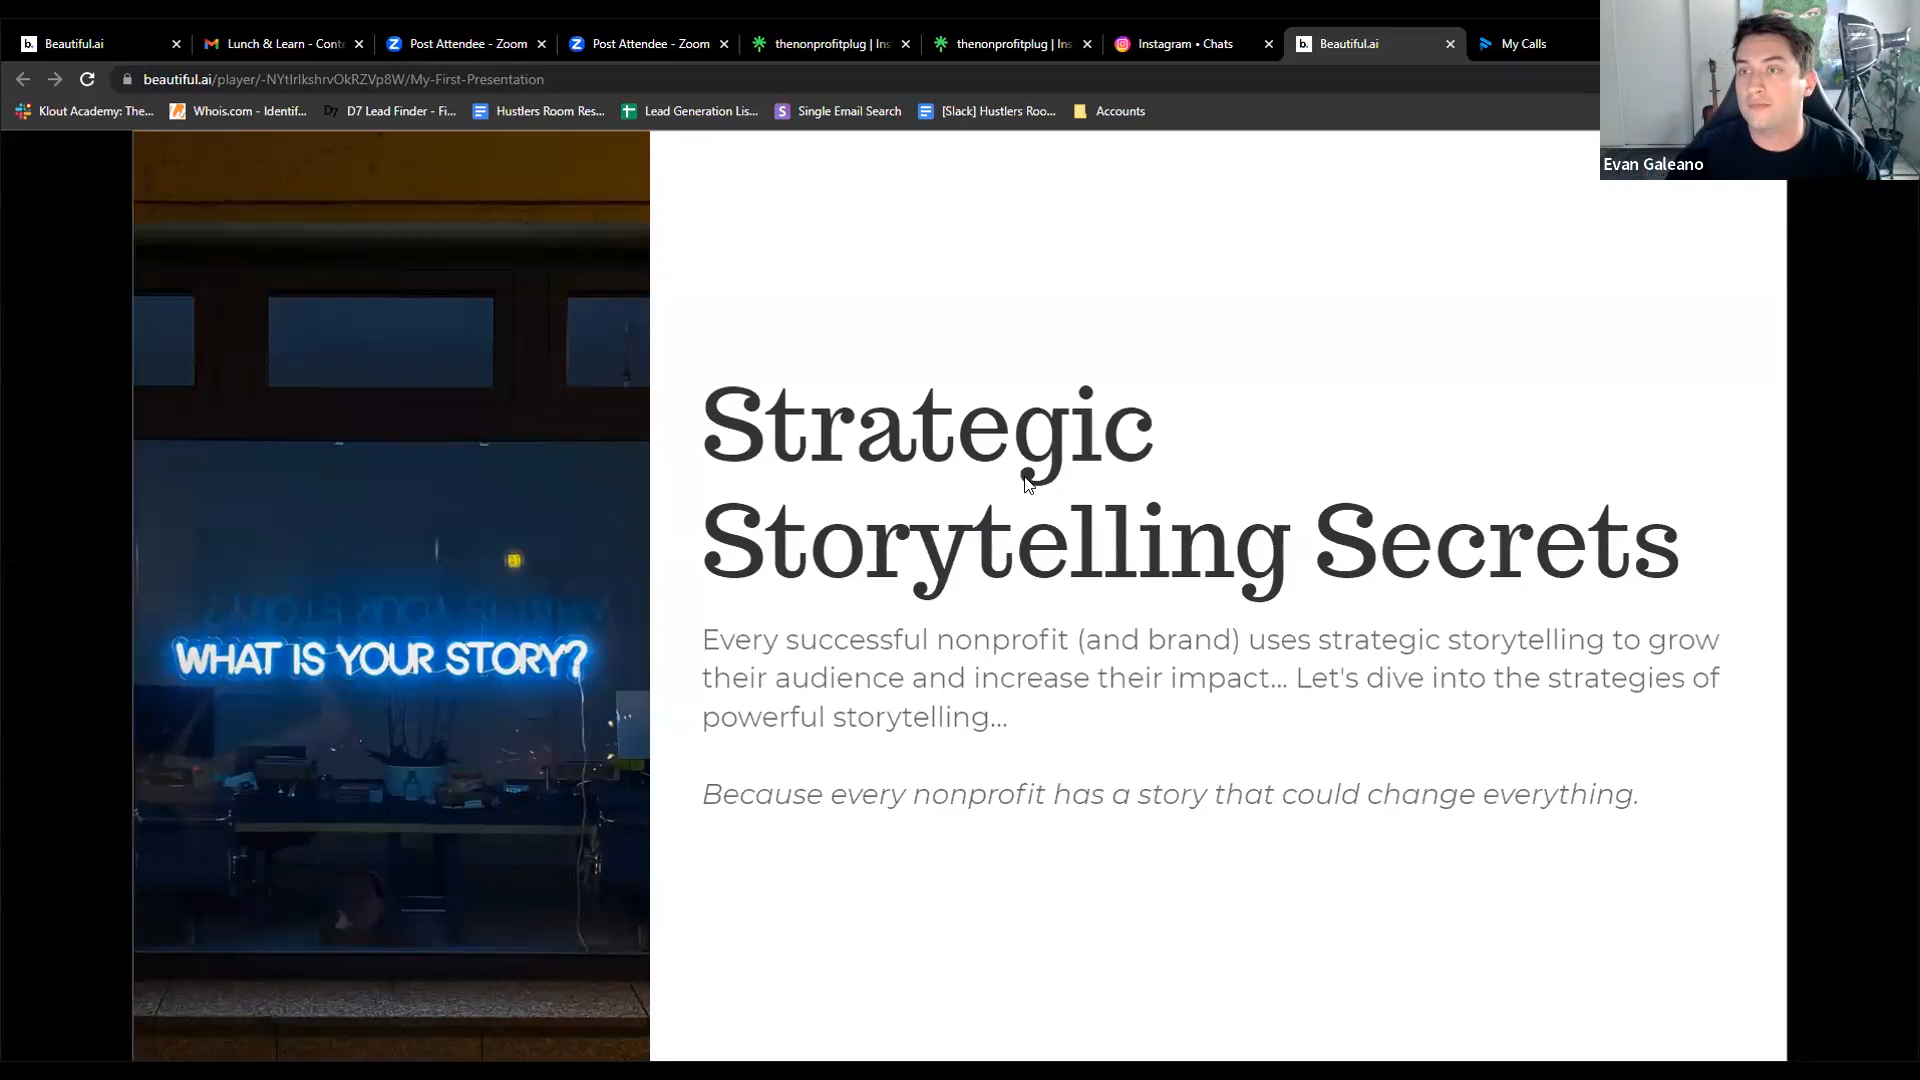 Beautiful.ai
Lunch & Learn - Conte
Post Attendee - Zoom
Post Attendee - Zoom
thenonprofitplug | Ins
thenonprofitplug | Ins
Instagram • Chats
b. Beautiful.ai
My Calls
beautiful.ai/player/-NYtlrlkshrvOkRZVp8W/My-First-Presentation
Klout Academy: The...
Whois.com - Identif...
D7 D7 Lead Finder - Fi...
Hustlers Room Res...
Lead Generation Lis...
S Single Email Search
[Slack] Hustlers Roo...
Accounts
Evan Galeano
WHAT IS YOUR STORY?
Strategic
Storytelling Secrets
Every successful nonprofit (and brand) uses strategic storytelling to grow
their audience and increase their impact... Let's dive into the strategies of
powerful storytelling...
Because every nonprofit has a story that could change everything.